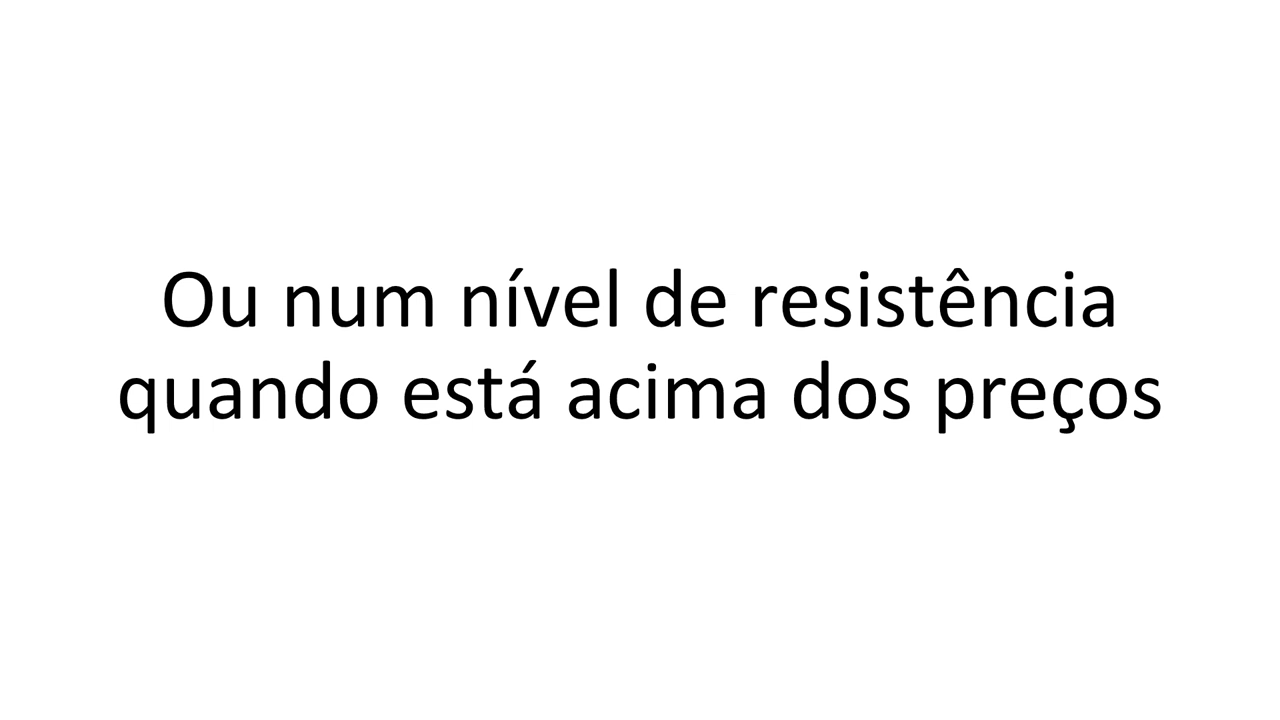 Ou num nível de resistência
quando está acima dos preços